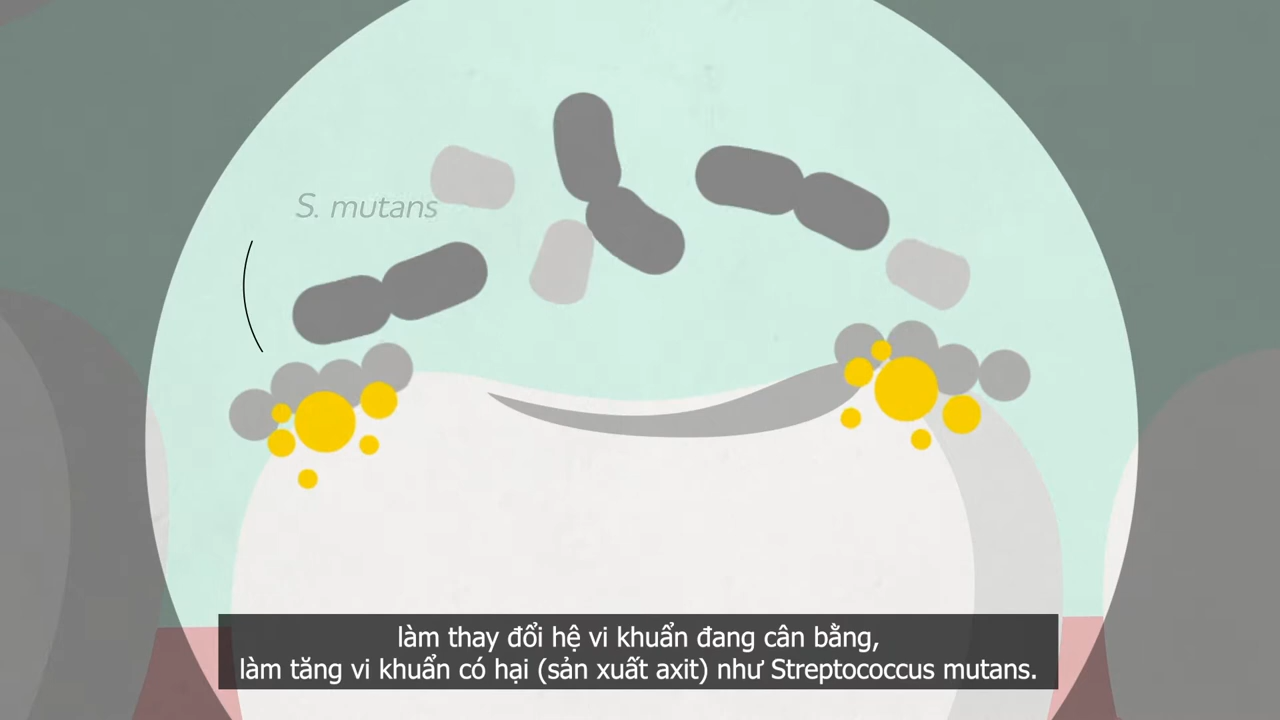 S. mutans
làm thay đổi hệ vi khuẩn đang cân bằng,
làm tăng vi khuẩn có hại (sản xuất axit) như Streptococcus mutans.